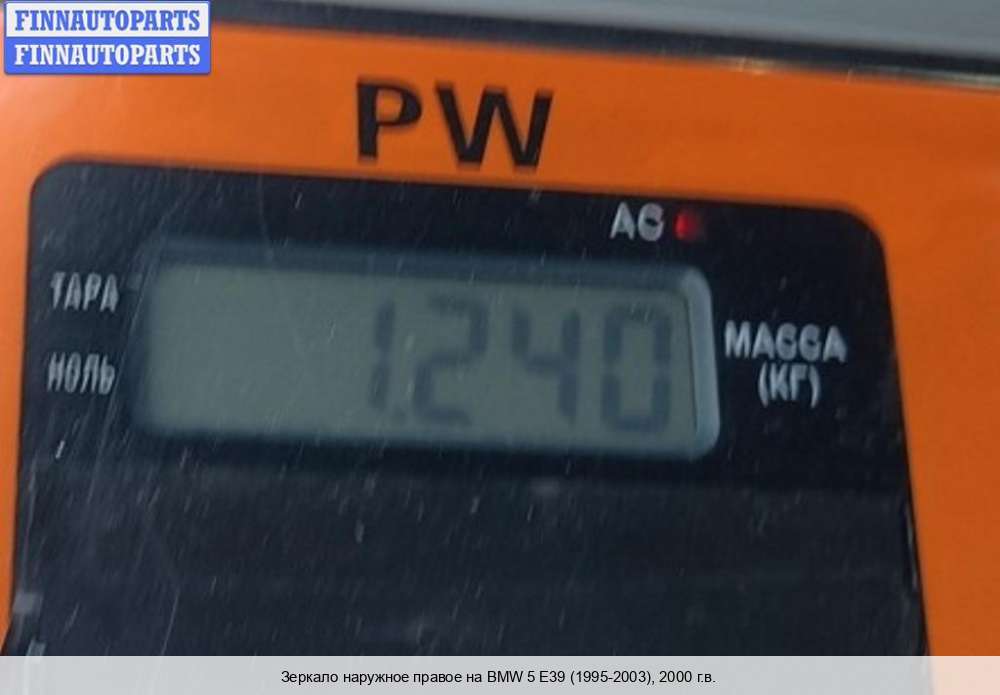 FINNAUTOPARTS
FINNAUTOPARTS
PW
AC
ТАРА
НОЛЬ
1.240
МАССА
(КГ)
Зеркало наружное правое на BMW 5 E39 (1995-2003), 2000 г.в.